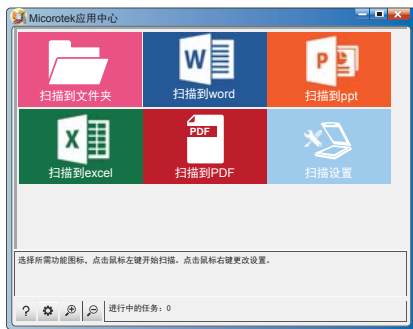 Micorotek应用中心
扫描到文件夹
扫描到word
扫描到ppt
扫描到excel
扫描到PDF
扫描设置
选择所需功能图标，点击鼠标左键开始扫描。点击鼠标右键更改设置。
进行中的任务：0